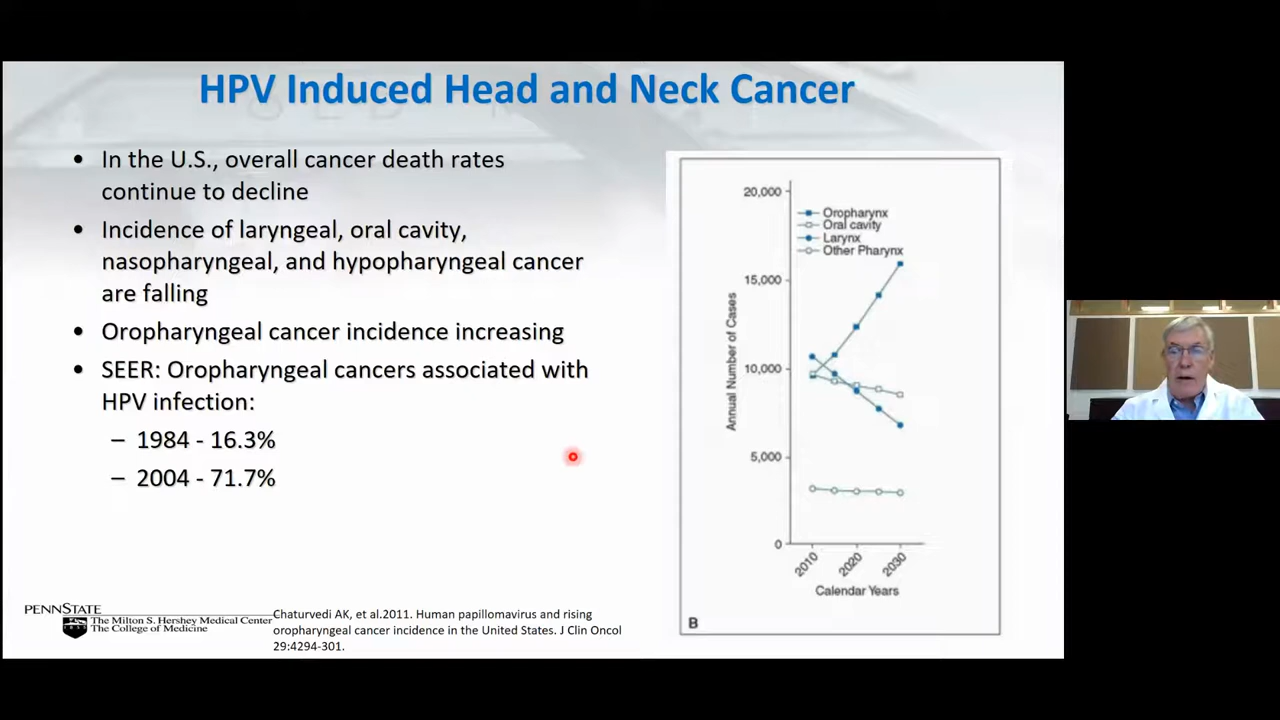 HPV Induced Head and Neck Cancer
• In the U.S., overall cancer death rates
continue to decline
• Incidence of laryngeal, oral cavity,
nasopharyngeal, and hypopharyngeal cancer
are falling
• Oropharyngeal cancer incidence increasing
• SEER: Oropharyngeal cancers associated with
HPV infection:
– 1984 - 16.3%
– 2004 - 71.7%
20,000
15,000
10,000
5,000
0
Annual Number of Cases
Oropharynx
Oral cavity
Larynx
Other Pharynx
2010
2020
2030
Calendar Years
B
PENNSTATE
The Milton S. Hershey Medical Center
The College of Medicine
Chaturvedi AK, et al.2011. Human papillomavirus and rising
oropharyngeal cancer incidence in the United States. J Clin Oncol
29:4294-301.